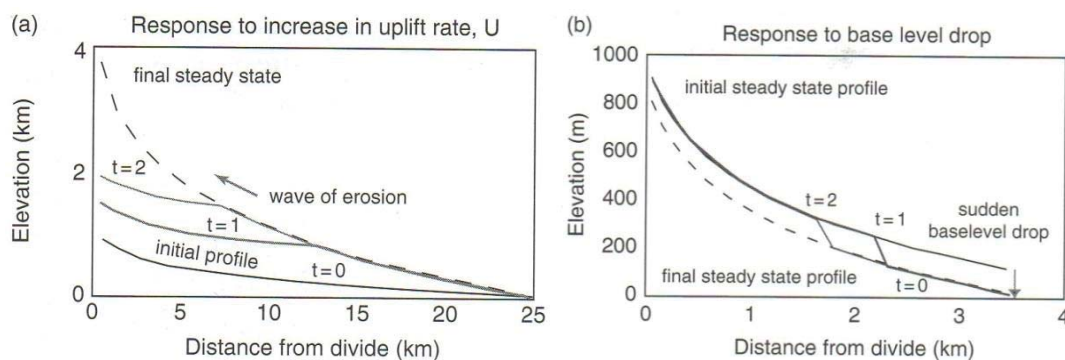 (a)
Response to increase in uplift rate, U
Elevation (km)
4
2
0
final steady state
t=2
wave of erosion
t=1
initial profile
t=0
0 5 10 15 20 25
Distance from divide (km)
(b)
Response to base level drop
Elevation (m)
1000
800
600
400
200
0
initial steady state profile
t=2
t=1
sudden
baselevel drop
t=0
final steady state profile
0 1 2 3 4
Distance from divide (km)